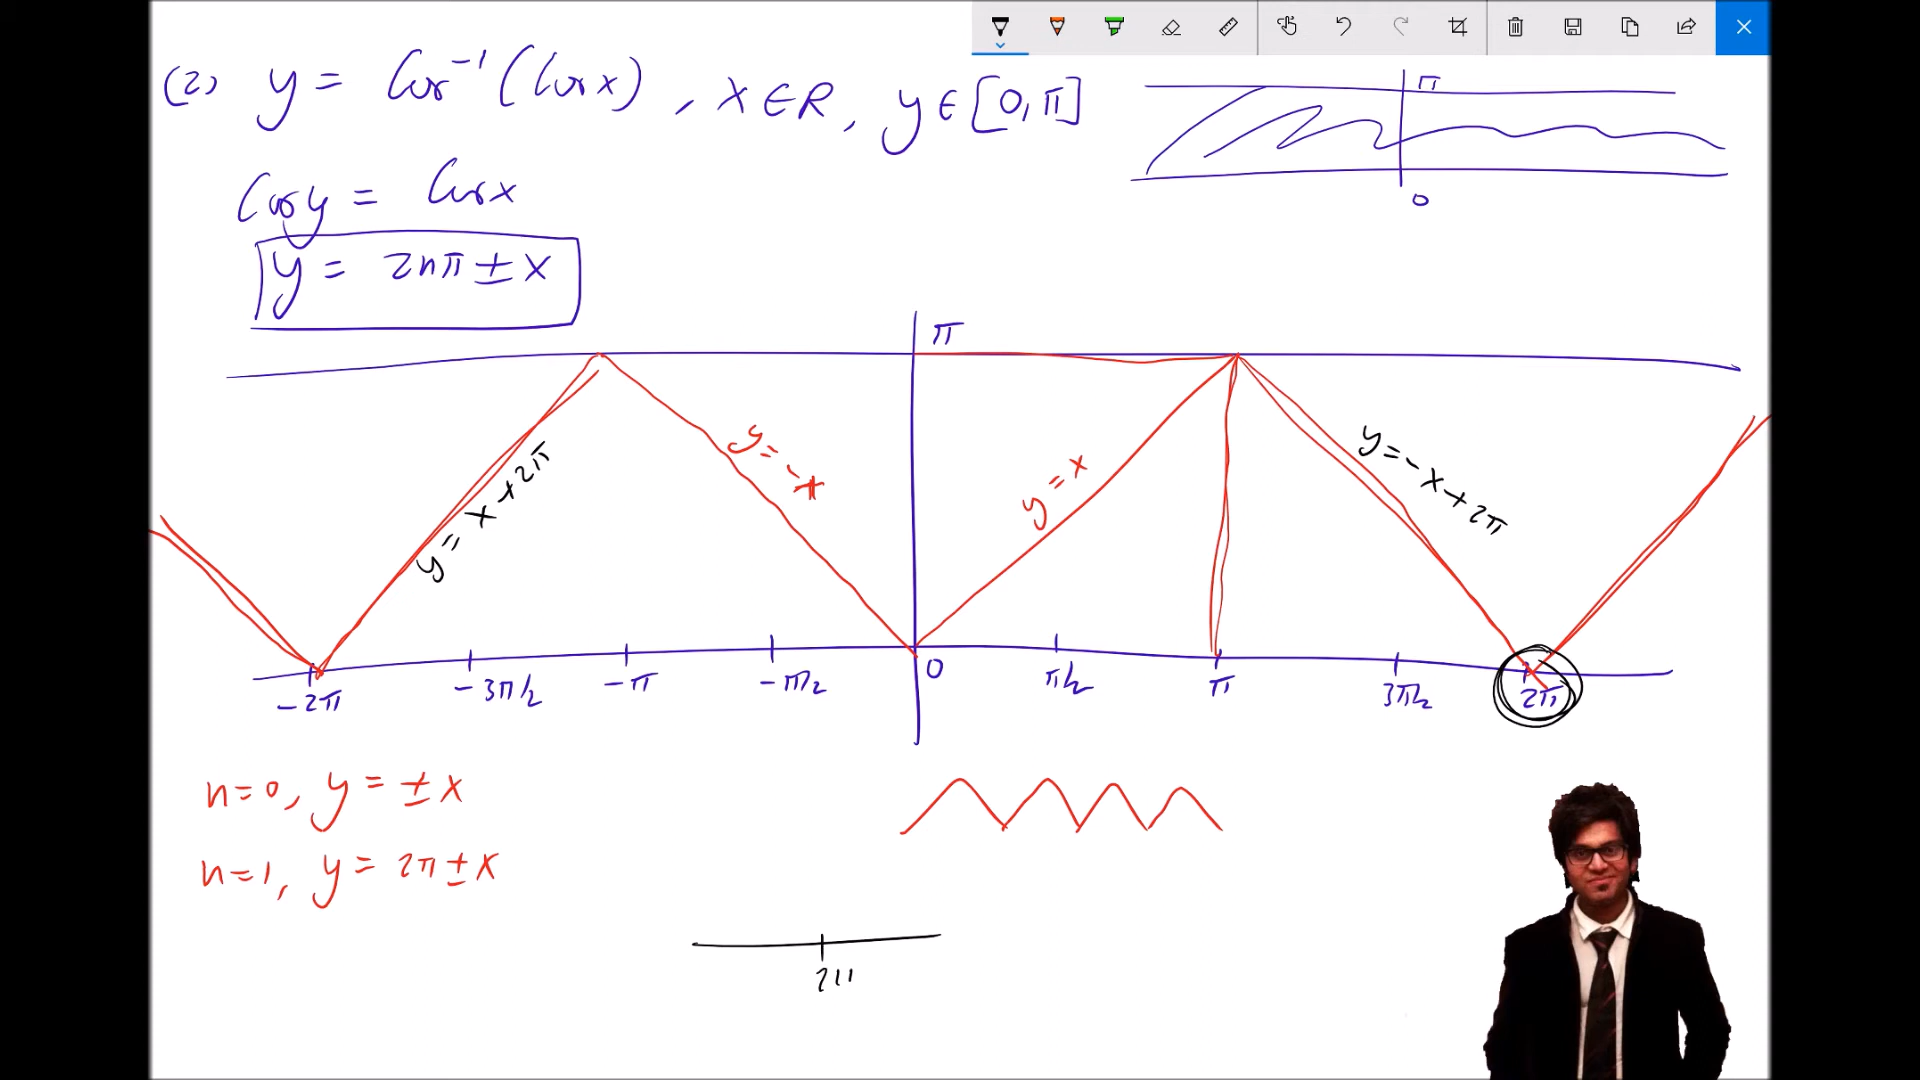 (2) y = Cos⁻¹(Cos x), x ∈ R, y ∈ [0, π]
π
0
Cos y = Cos x
y = 2nπ ± x
π
y = x + 2π
y = -x
y = x
y = -x + 2π
-2π -3π/2 -π -π/2 0 π/2 π 3π/2 2π
n=0, y = ± x
n=1, y = 2π ± x
2π